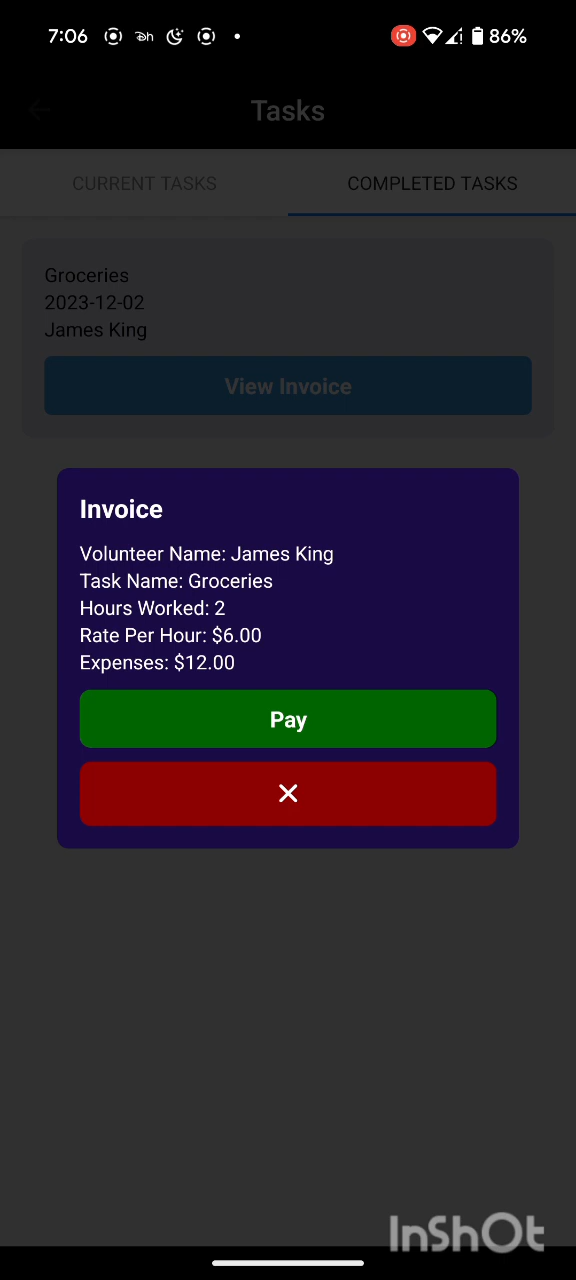 7:06
86%
Tasks
CURRENT TASKS
COMPLETED TASKS
Groceries
2023-12-02
James King
View Invoice
Invoice
Volunteer Name: James King
Task Name: Groceries
Hours Worked: 2
Rate Per Hour: $6.00
Expenses: $12.00
Pay
InShOt